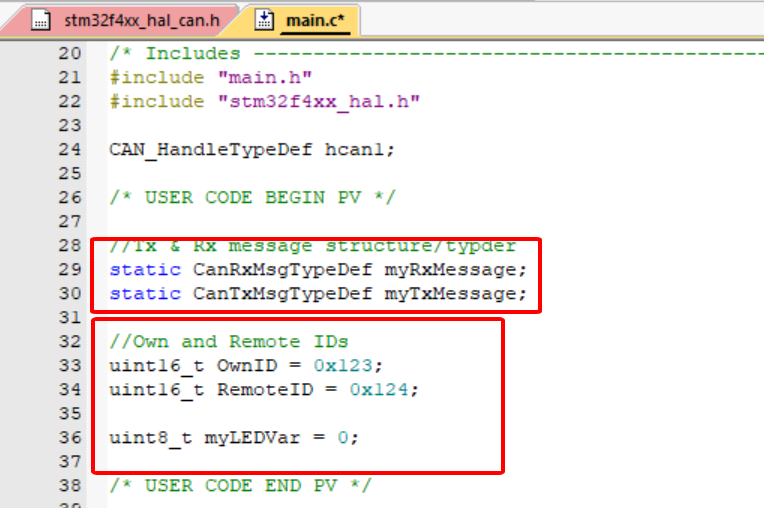 stm32f4xx_hal_can.h main.c*
20 /* Includes ------------------------------------------
21 #include "main.h"
22 #include "stm32f4xx_hal.h"
23
24 CAN_HandleTypeDef hcan1;
25
26 /* USER CODE BEGIN PV */
27
28 //Tx & Rx message structure/typder
29 static CanRxMsgTypeDef myRxMessage;
30 static CanTxMsgTypeDef myTxMessage;
31
32 //Own and Remote IDs
33 uint16_t OwnID = 0x123;
34 uint16_t RemoteID = 0x124;
35
36 uint8_t myLEDVar = 0;
37
38 /* USER CODE END PV */
39